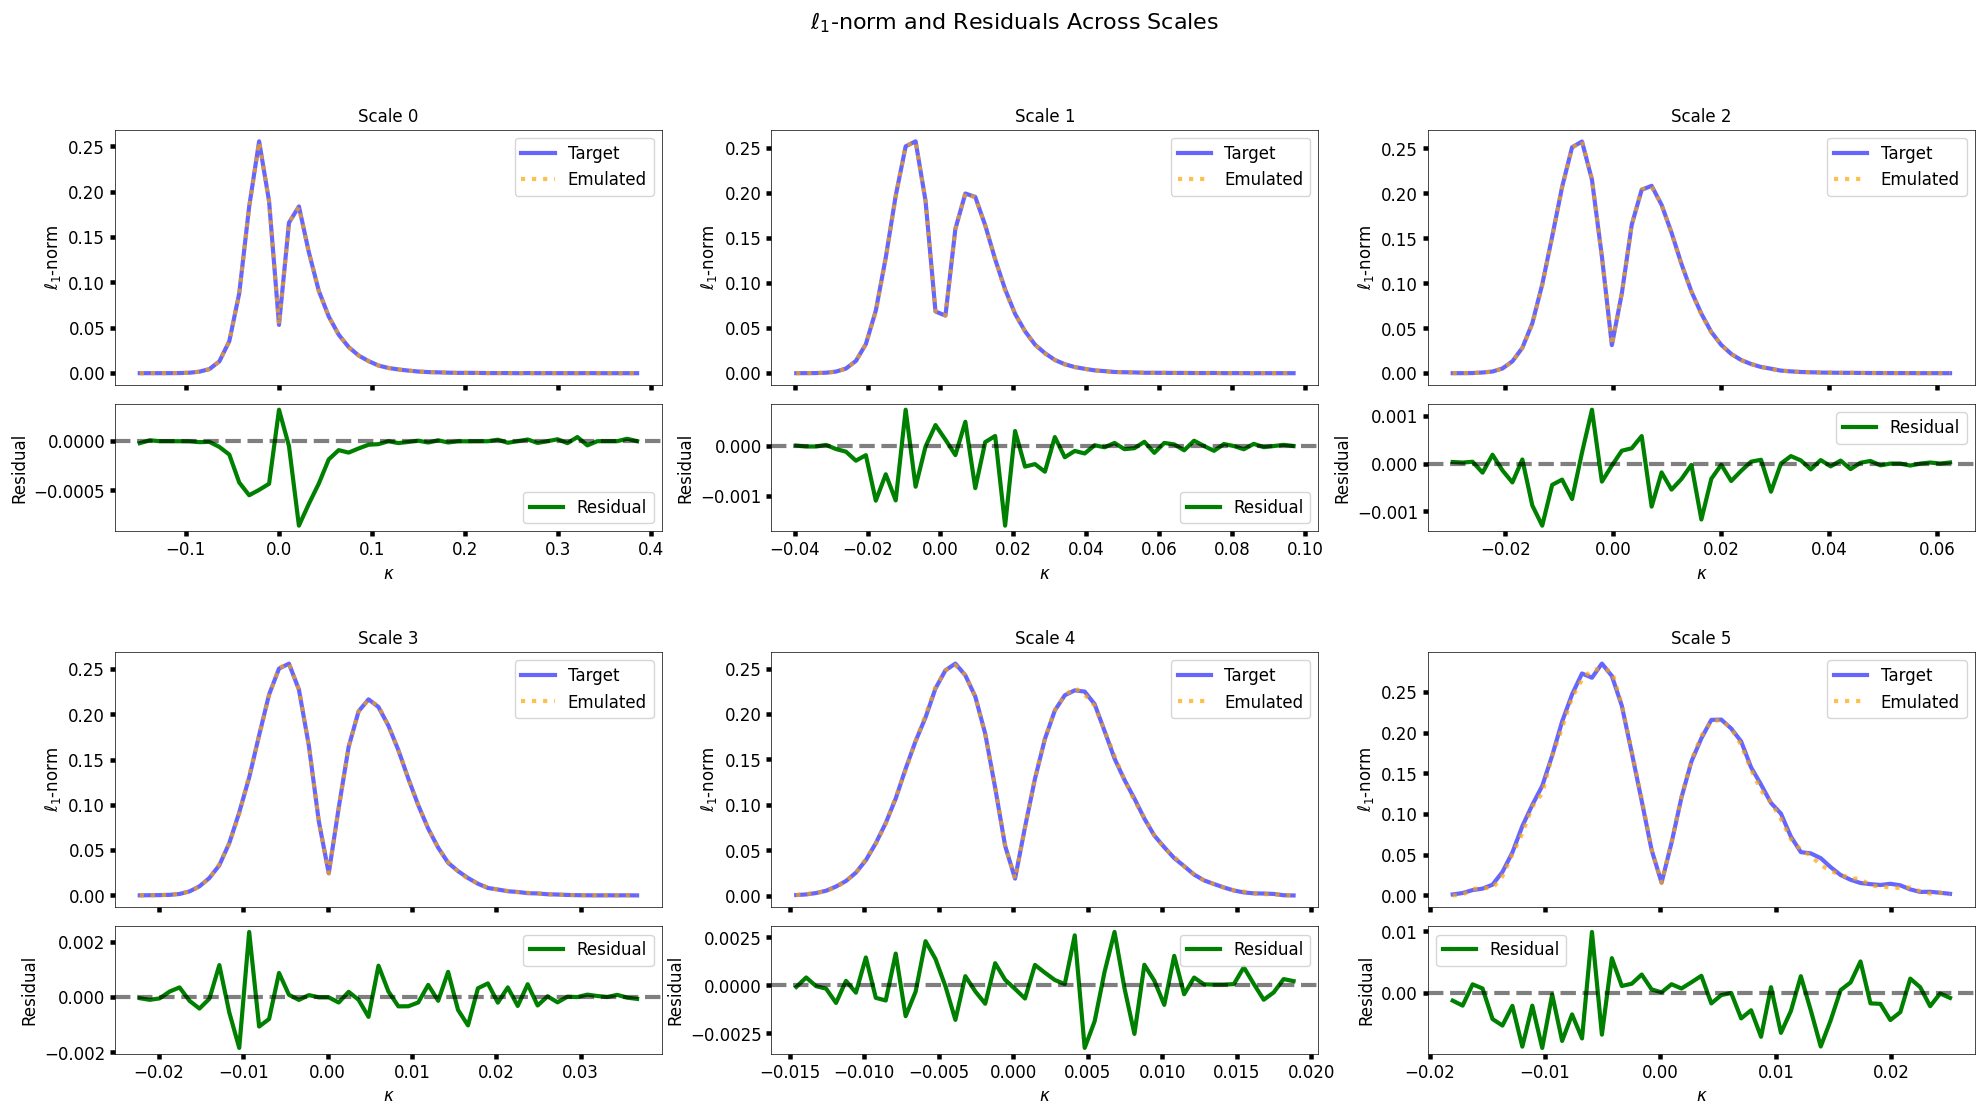 ℓ₁-norm and Residuals Across Scales
Scale 0
ℓ₁-norm
0.25
0.20
0.15
0.10
0.05
0.00
Target
Emulated
Residual
0.0000
−0.0005
Residual
−0.1
0.0
0.1
0.2
0.3
0.4
κ
Scale 1
ℓ₁-norm
0.25
0.20
0.15
0.10
0.05
0.00
Target
Emulated
Residual
0.000
−0.001
Residual
−0.04
−0.02
0.00
0.02
0.04
0.06
0.08
0.10
κ
Scale 2
ℓ₁-norm
0.25
0.20
0.15
0.10
0.05
0.00
Target
Emulated
Residual
0.001
0.000
−0.001
Residual
−0.02
0.00
0.02
0.04
0.06
κ
Scale 3
ℓ₁-norm
0.25
0.20
0.15
0.10
0.05
0.00
Target
Emulated
Residual
0.002
0.000
−0.002
Residual
−0.02
−0.01
0.00
0.01
0.02
0.03
κ
Scale 4
ℓ₁-norm
0.25
0.20
0.15
0.10
0.05
0.00
Target
Emulated
Residual
0.0025
0.0000
−0.0025
Residual
−0.015
−0.010
−0.005
0.000
0.005
0.010
0.015
0.020
κ
Scale 5
ℓ₁-norm
0.25
0.20
0.15
0.10
0.05
0.00
Target
Emulated
Residual
0.01
0.00
Residual
−0.02
−0.01
0.00
0.01
0.02
κ